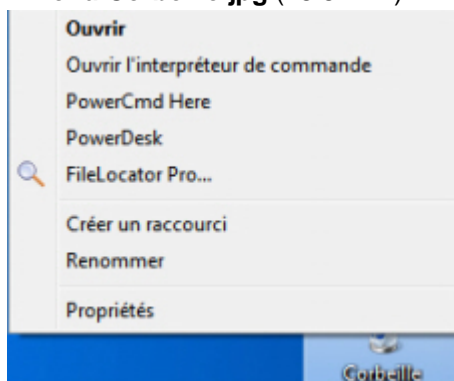 Ouvrir
Ouvrir l'interpréteur de commande
PowerCmd Here
PowerDesk
FileLocator Pro...
Créer un raccourci
Renommer
Propriétés
Corbeille